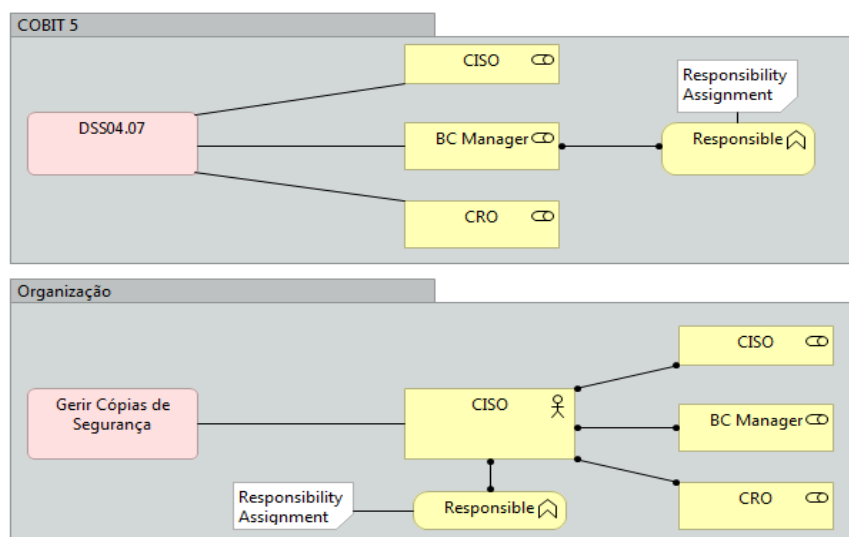 COBIT 5
CISO
Responsibility
Assignment
DSS04.07
BC Manager
Responsible
CRO
Organização
CISO
Gerir Cópias de
Segurança
CISO
BC Manager
Responsibility
Assignment
Responsible
CRO